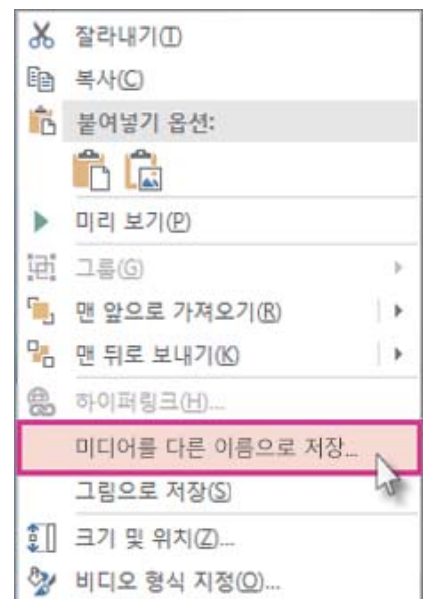 잘라내기(T)
복사(C)
붙여넣기 옵션:
미리 보기(P)
그룹(G)
맨 앞으로 가져오기(R)
맨 뒤로 보내기(K)
하이퍼링크(H)...
미디어를 다른 이름으로 저장...
그림으로 저장(S)
크기 및 위치(Z)...
비디오 형식 지정(O)...